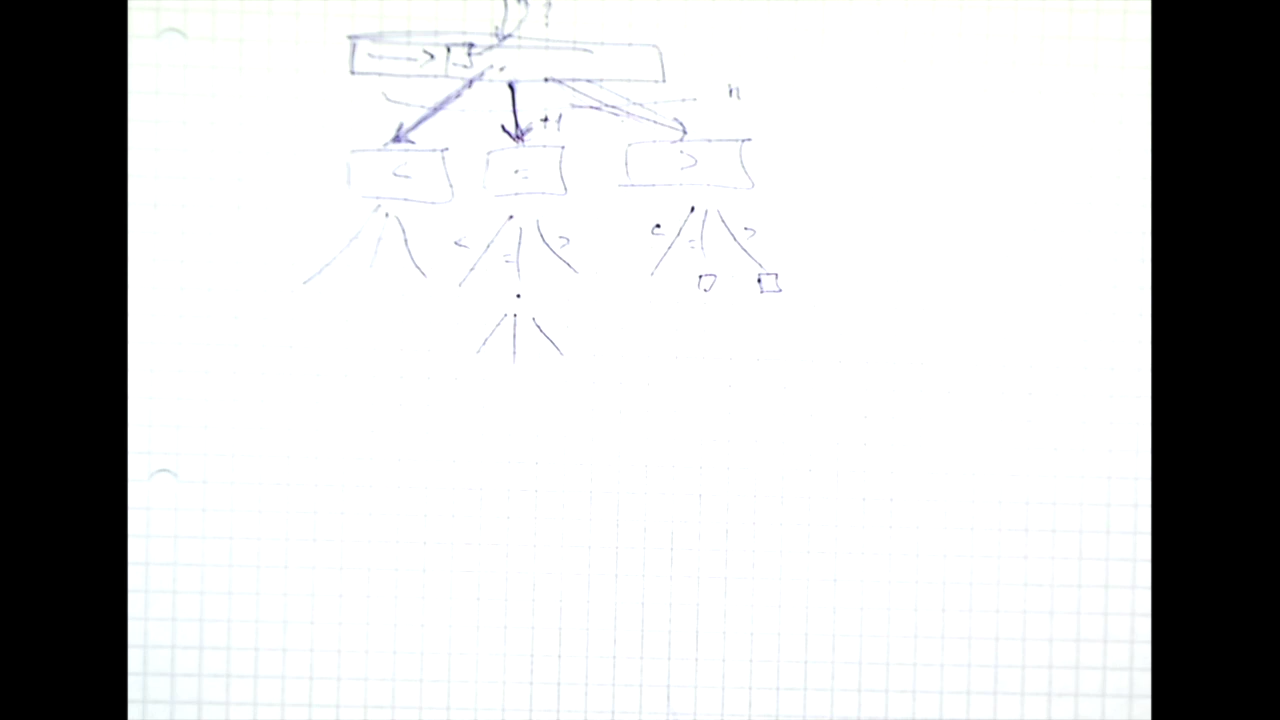 ?
n
+1
< = >
< = > < = >